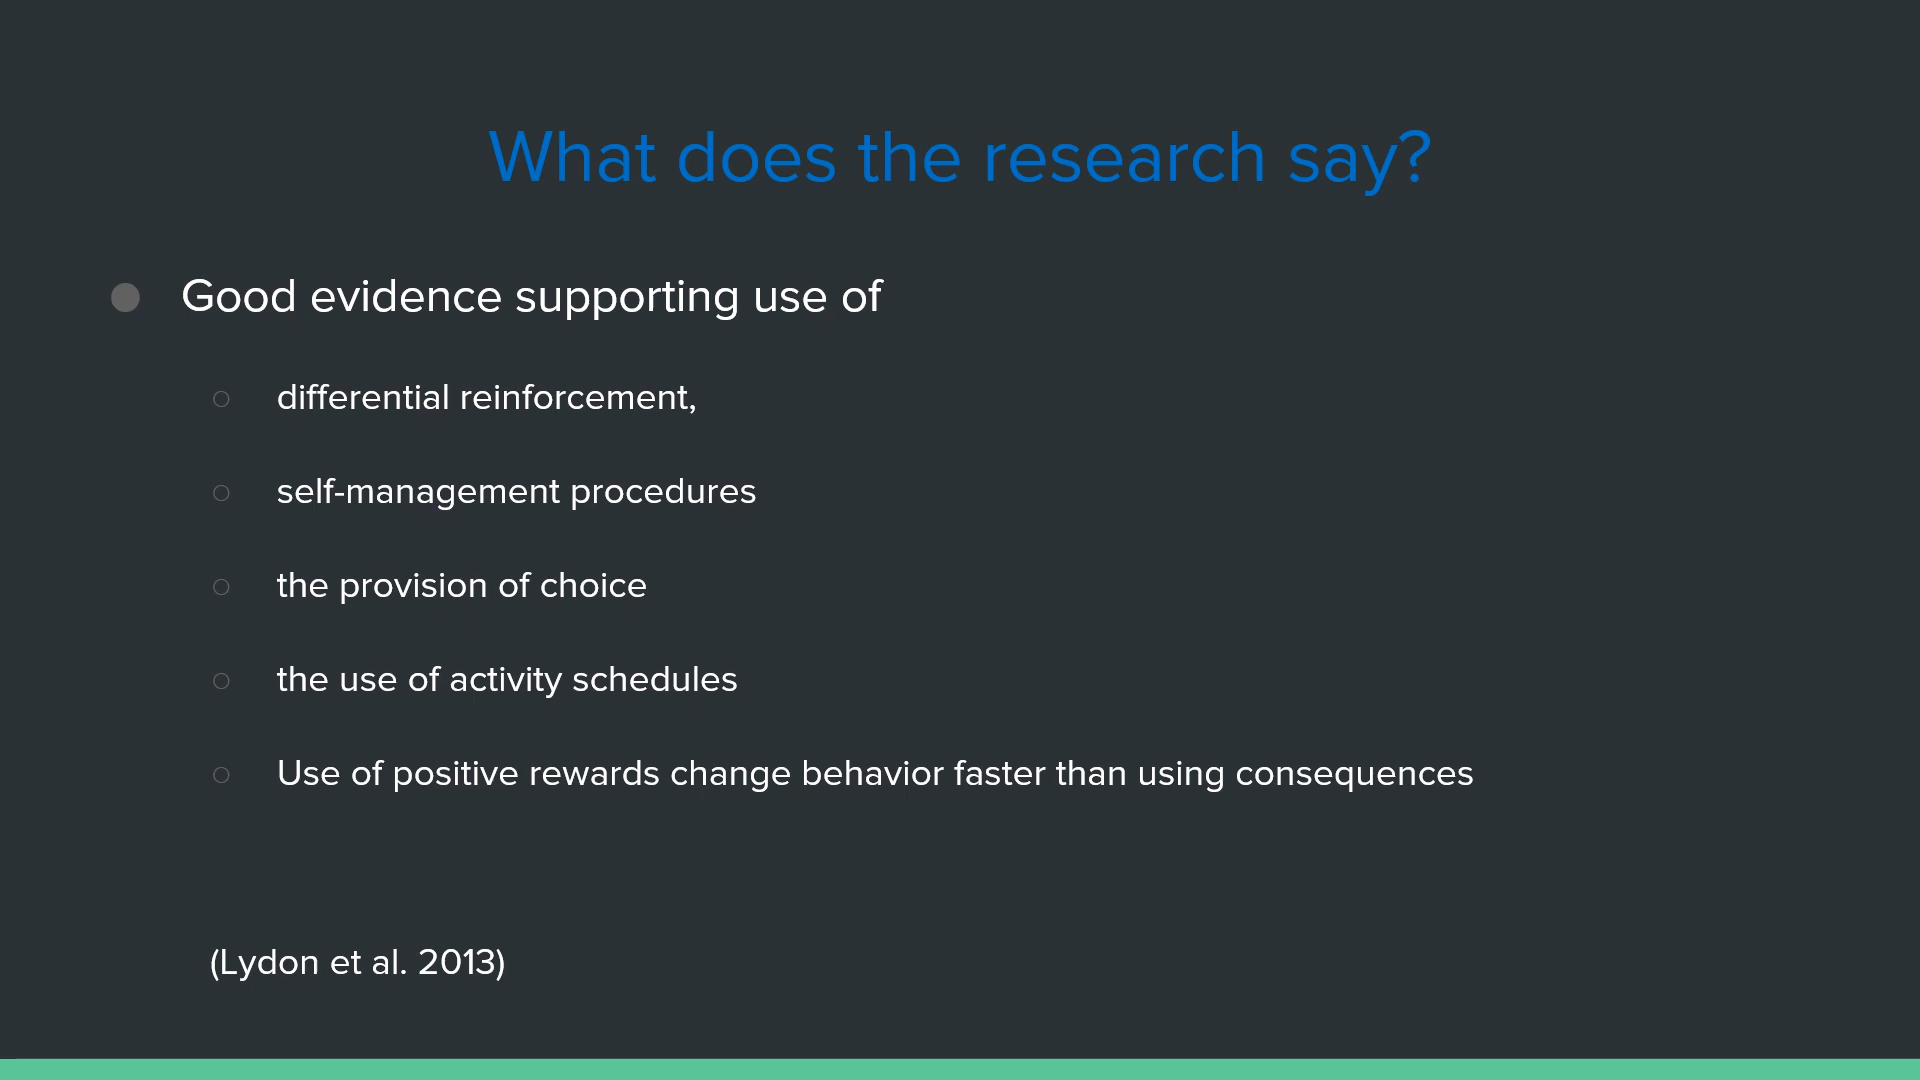 What does the research say?
Good evidence supporting use of
differential reinforcement,
self-management procedures
the provision of choice
the use of activity schedules
Use of positive rewards change behavior faster than using consequences
(Lydon et al. 2013)